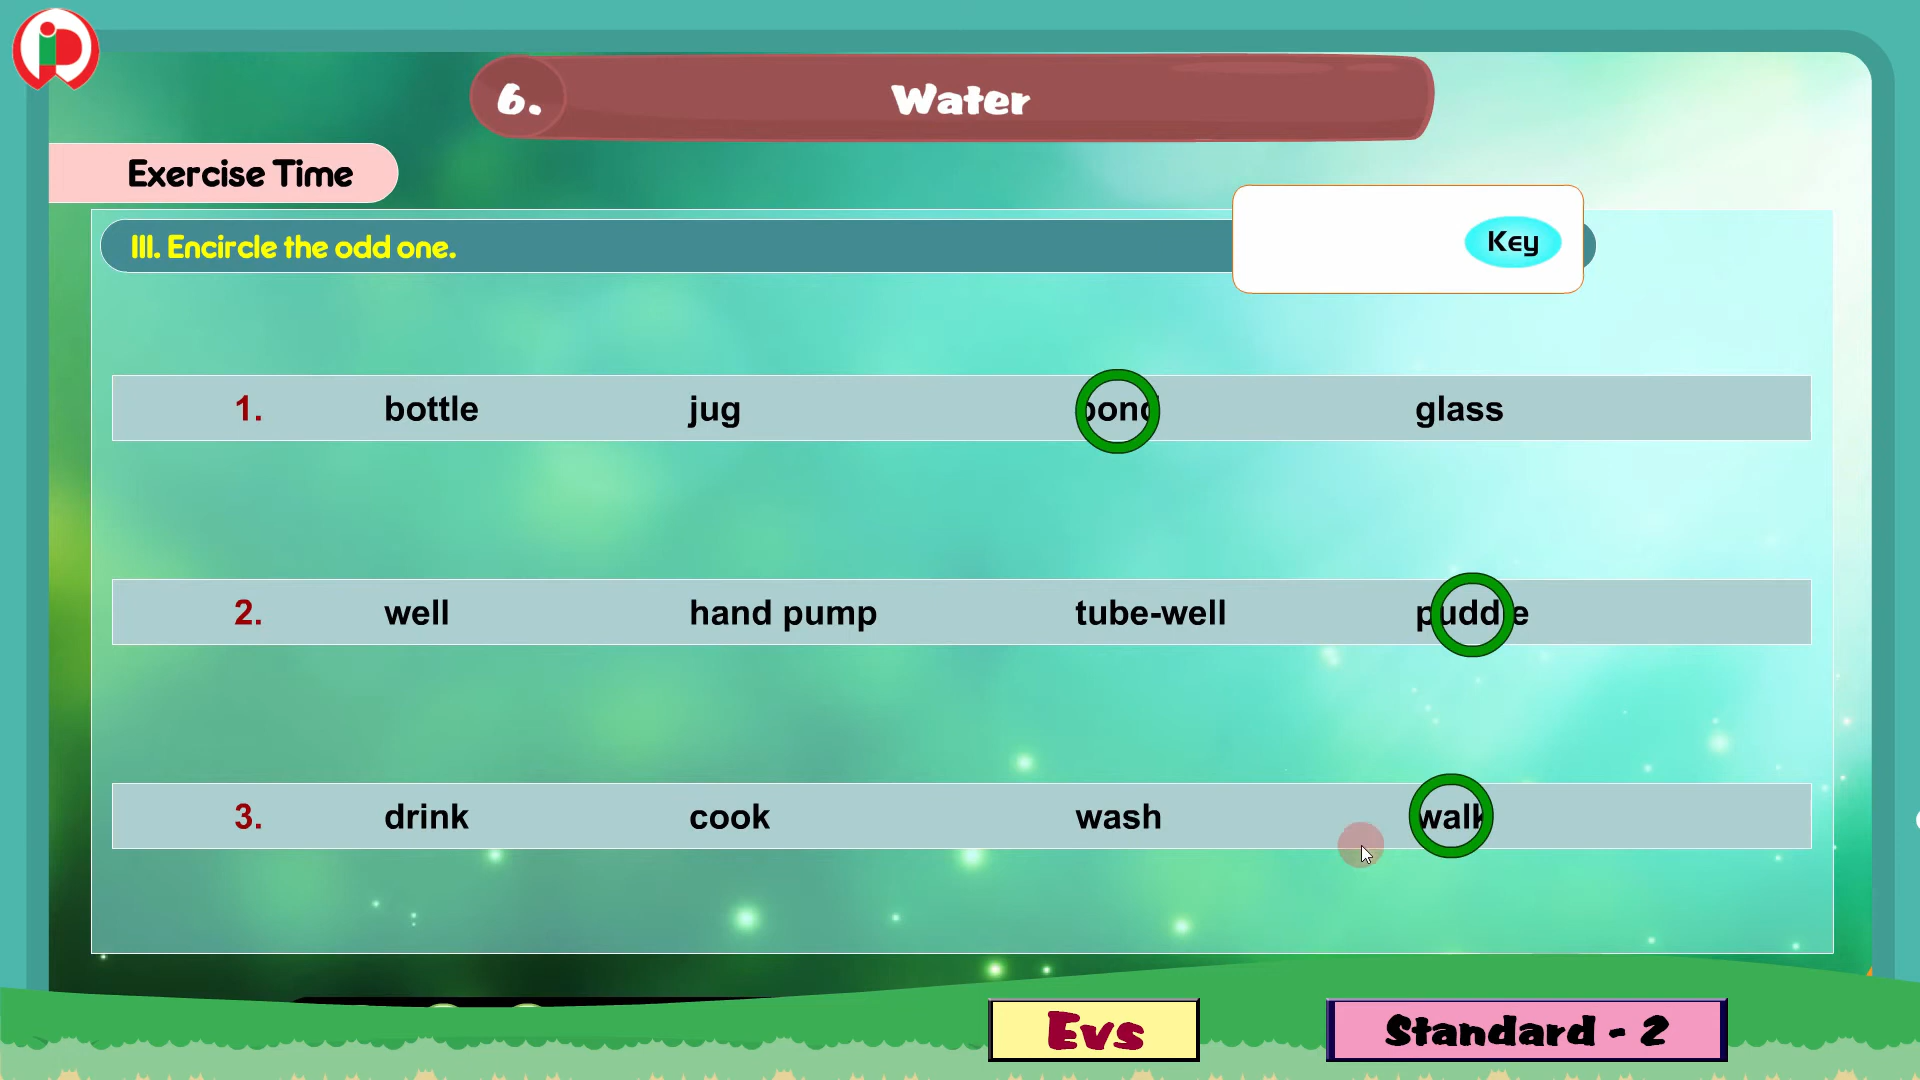 6. Water
Exercise Time
III. Encircle the odd one.
Key
1. bottle jug pond glass
2. well hand pump tube-well puddle
3. drink cook wash walk
Evs
Standard - 2